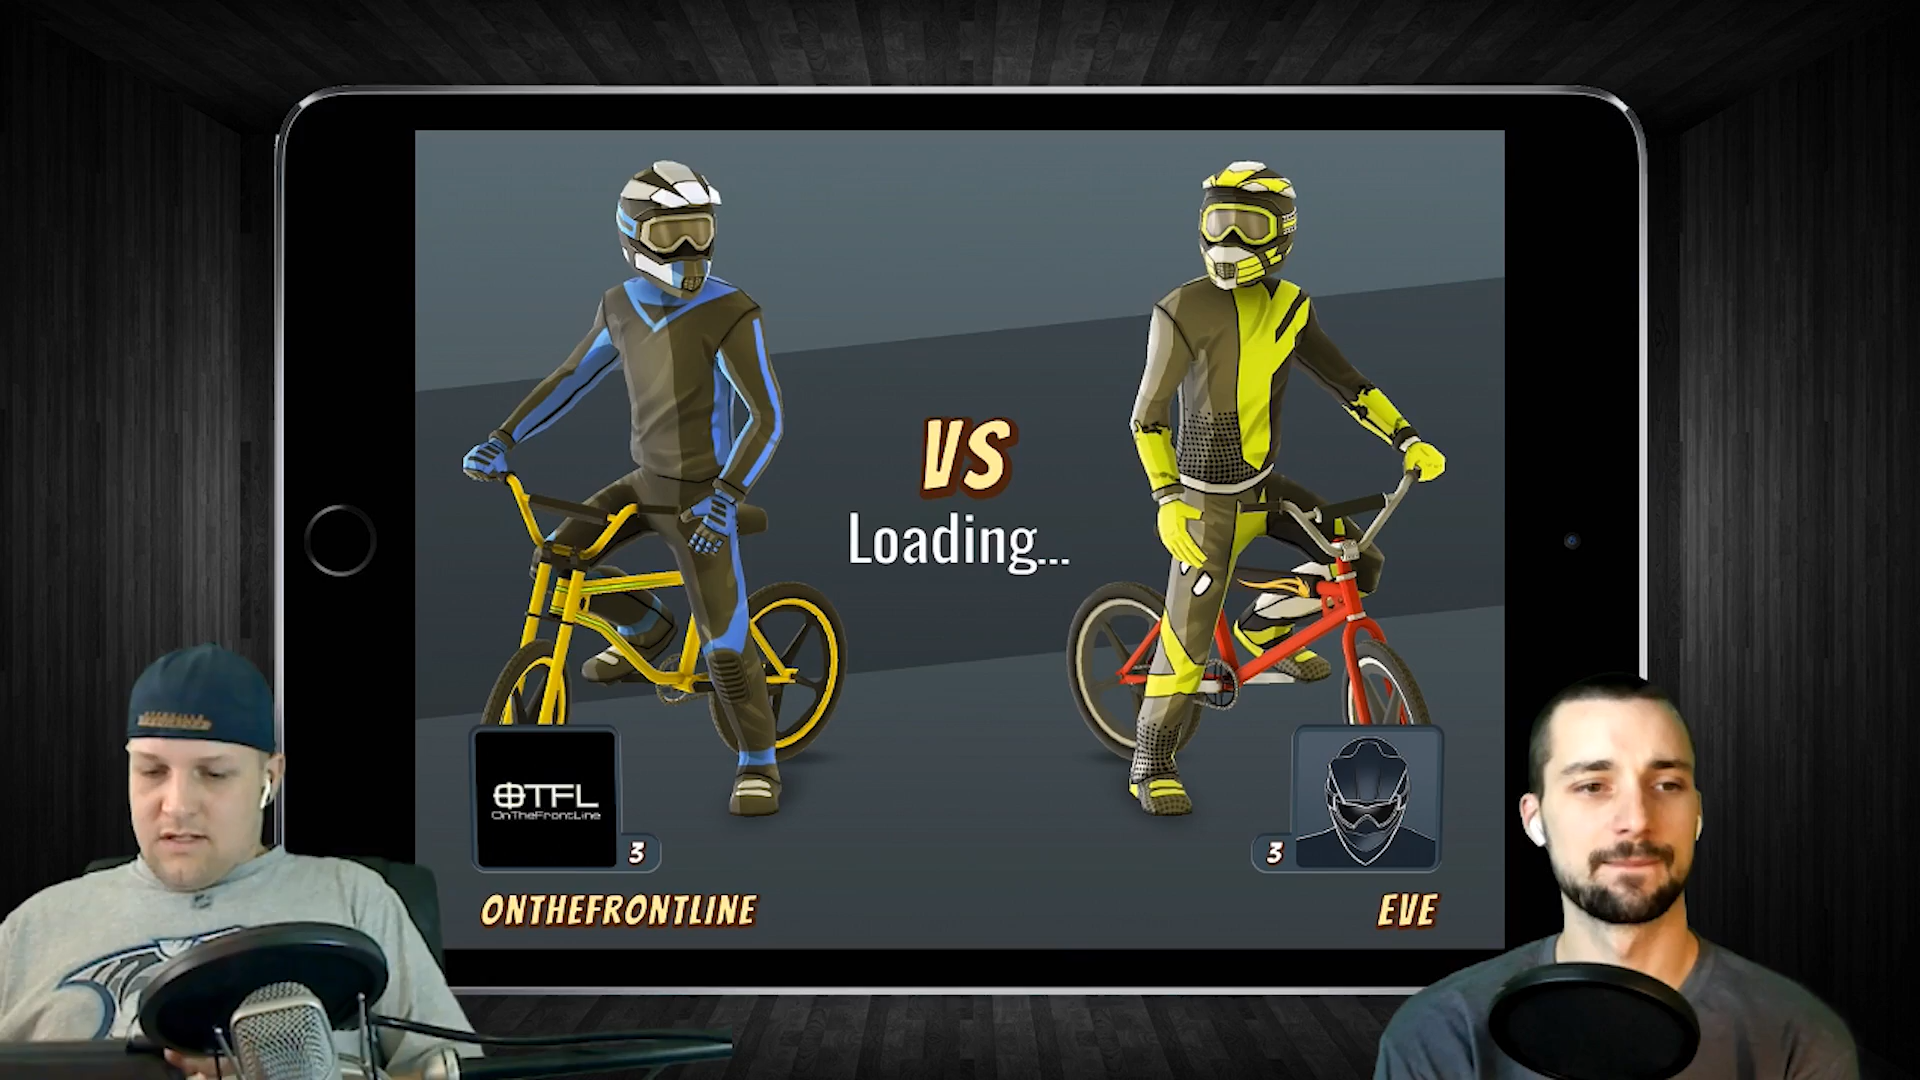 VS
Loading...
OTFL
OnTheFrontLine
3
3
ONTHEFRONTLINE
EVE